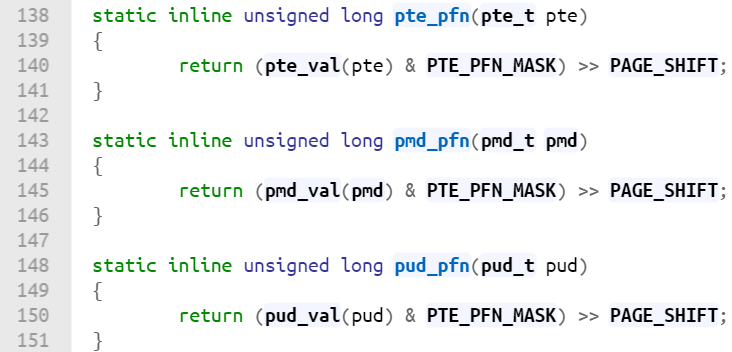 138 static inline unsigned long pte_pfn(pte_t pte)
139 {
140         return (pte_val(pte) & PTE_PFN_MASK) >> PAGE_SHIFT;
141 }
142
143 static inline unsigned long pmd_pfn(pmd_t pmd)
144 {
145         return (pmd_val(pmd) & PTE_PFN_MASK) >> PAGE_SHIFT;
146 }
147
148 static inline unsigned long pud_pfn(pud_t pud)
149 {
150         return (pud_val(pud) & PTE_PFN_MASK) >> PAGE_SHIFT;
151 }